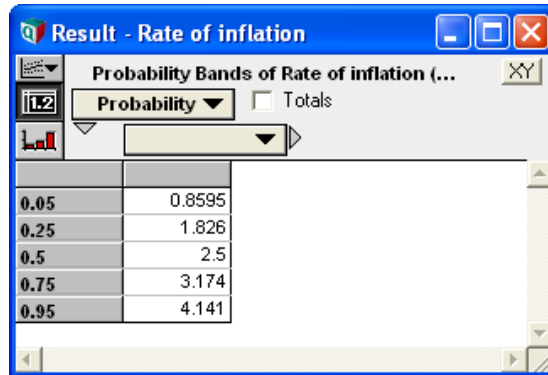 Result - Rate of inflation
Probability Bands of Rate of inflation (...
XY
Probability
Totals
0.05 0.8595
0.25 1.826
0.5 2.5
0.75 3.174
0.95 4.141